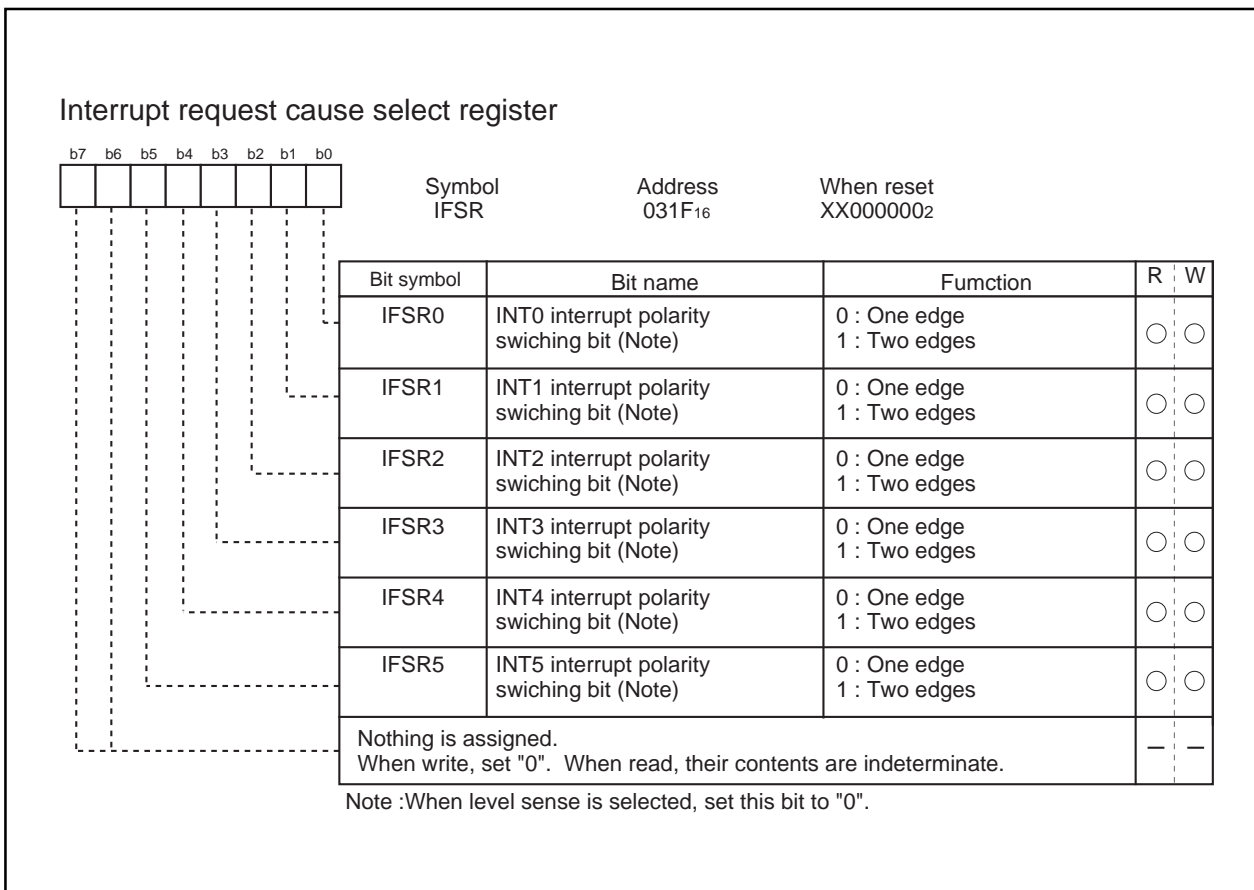 Interrupt request cause select register
b7 b6 b5 b4 b3 b2 b1 b0
Symbol Address When reset
IFSR 031F16 XX0000002
Bit symbol Bit name Fumction R W
IFSR0 INT0 interrupt polarity 0 : One edge
swiching bit (Note) 1 : Two edges
IFSR1 INT1 interrupt polarity 0 : One edge
swiching bit (Note) 1 : Two edges
IFSR2 INT2 interrupt polarity 0 : One edge
swiching bit (Note) 1 : Two edges
IFSR3 INT3 interrupt polarity 0 : One edge
swiching bit (Note) 1 : Two edges
IFSR4 INT4 interrupt polarity 0 : One edge
swiching bit (Note) 1 : Two edges
IFSR5 INT5 interrupt polarity 0 : One edge
swiching bit (Note) 1 : Two edges
Nothing is assigned.
When write, set "0". When read, their contents are indeterminate. – –
Note :When level sense is selected, set this bit to "0".